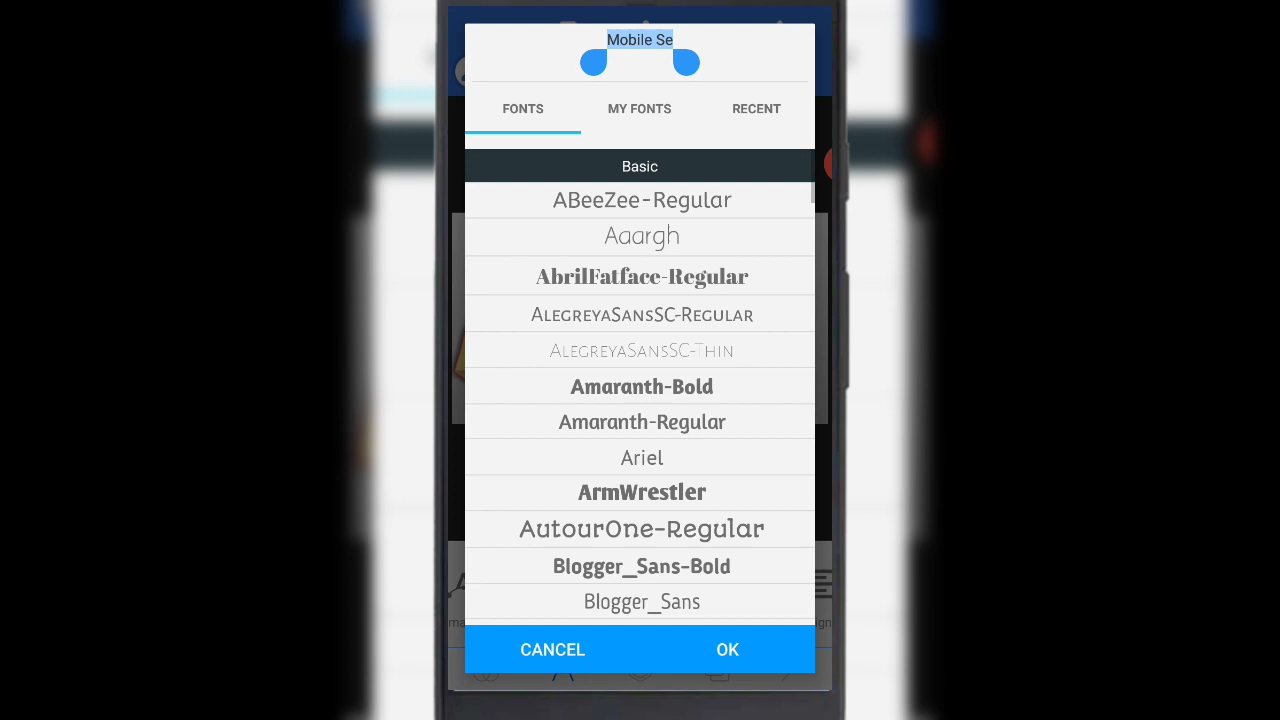 Mobile Se
FONTS MY FONTS RECENT
Basic
ABeeZee-Regular
Aaargh
AbrilFatface-Regular
AlegreyaSansSC-Regular
AlegreyaSansSC-Thin
Amaranth-Bold
Amaranth-Regular
Ariel
ArmWrestler
AutourOne-Regular
Blogger_Sans-Bold
Blogger_Sans
CANCEL OK